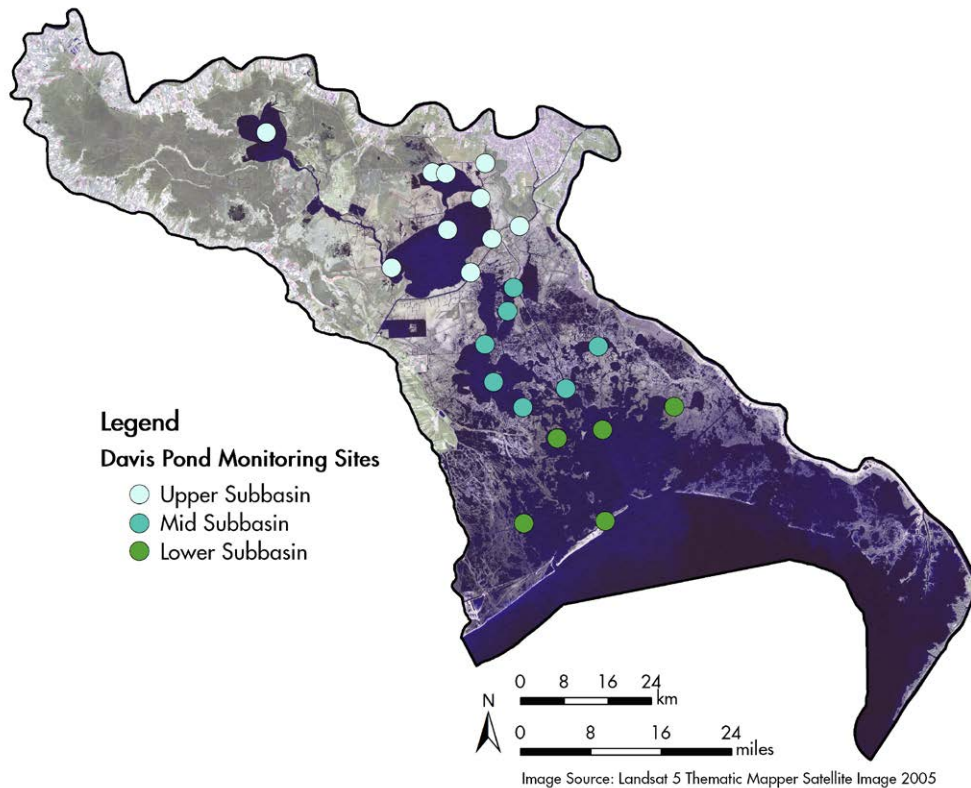 Legend
Davis Pond Monitoring Sites
Upper Subbasin
Mid Subbasin
Lower Subbasin
0 8 16 24
km
N
0 8 16 24
miles
Image Source: Landsat 5 Thematic Mapper Satellite Image 2005